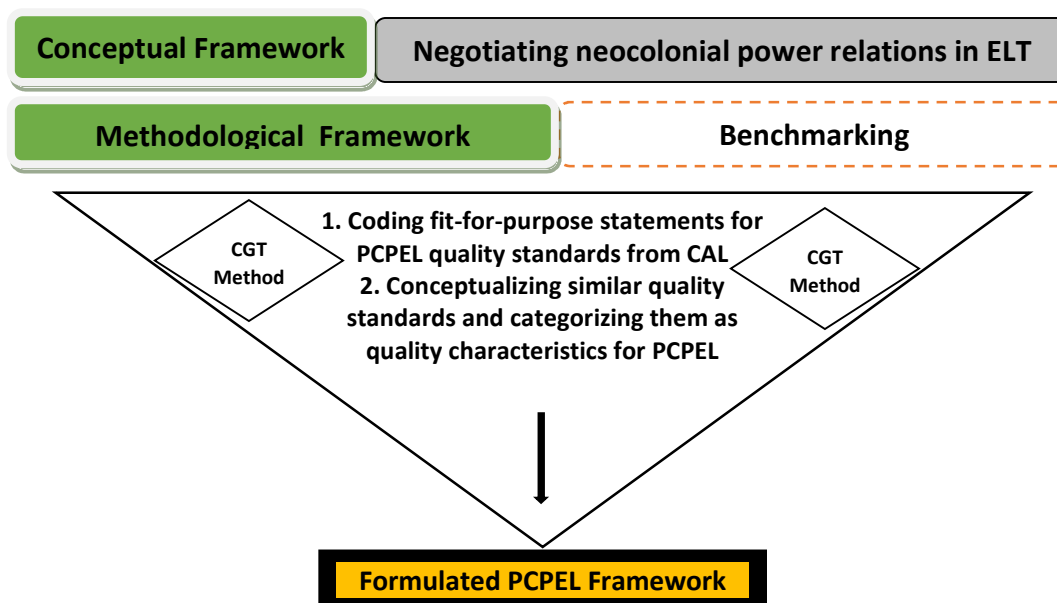 Conceptual Framework
Negotiating neocolonial power relations in ELT
Methodological Framework
Benchmarking
1. Coding fit-for-purpose statements for
PCPEL quality standards from CAL
2. Conceptualizing similar quality
standards and categorizing them as
quality characteristics for PCPEL
CGT
Method
CGT
Method
Formulated PCPEL Framework